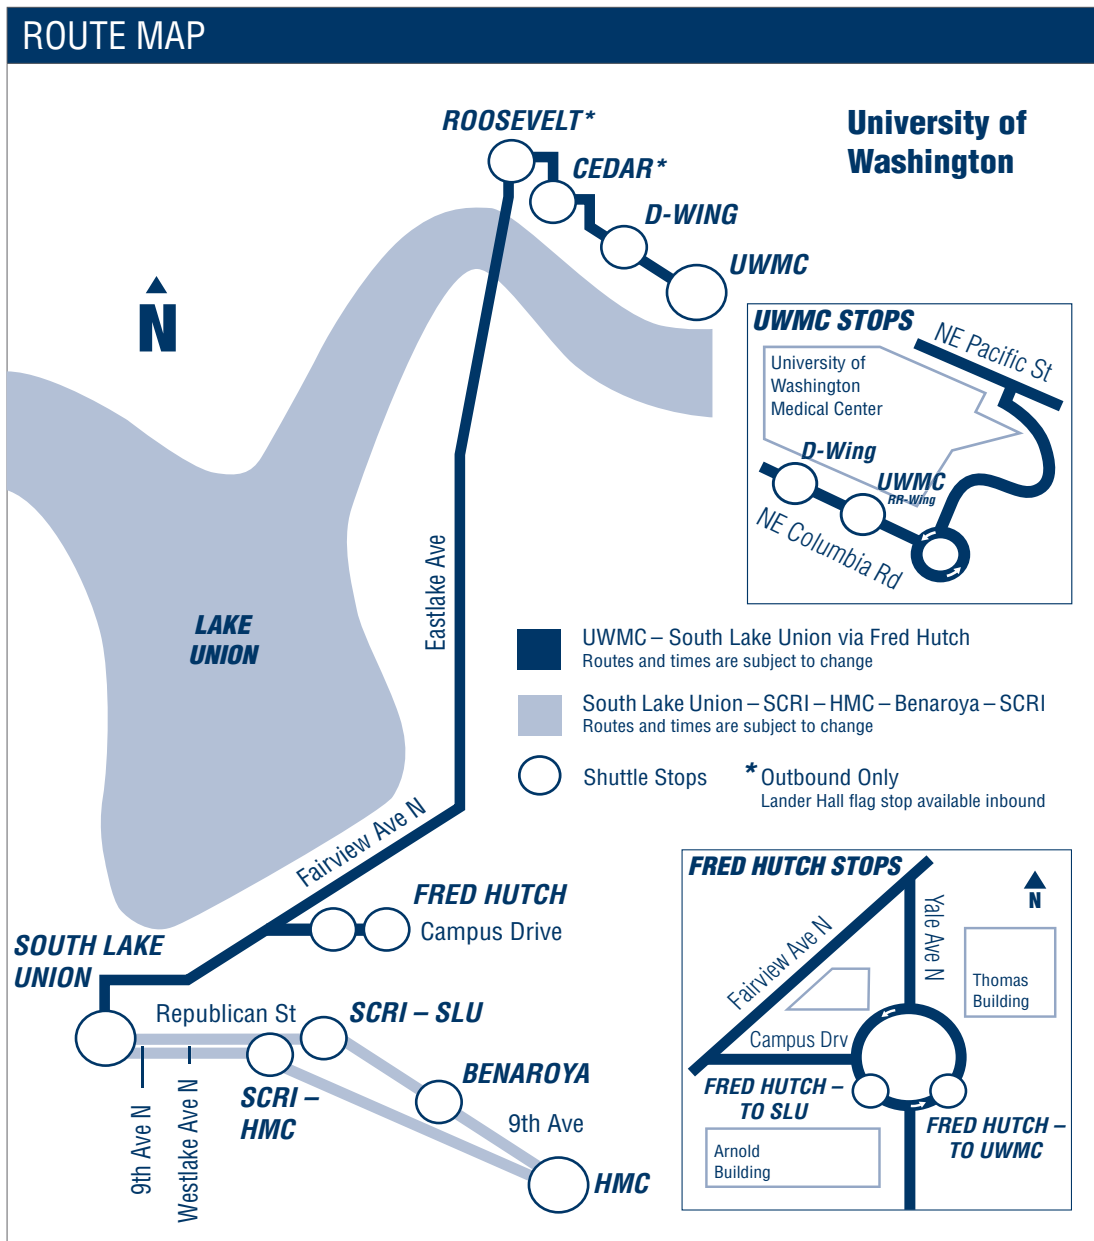 ROUTE MAP
ROOSEVELT*
University of
Washington
CEDAR*
D-WING
UWMC
N
UWMC STOPS
NE Pacific St
University of
Washington
Medical Center
D-Wing
UWMC
RR-Wing
NE Columbia Rd
Eastlake Ave
LAKE
UNION
UWMC – South Lake Union via Fred Hutch
Routes and times are subject to change
South Lake Union – SCRI – HMC – Benaroya – SCRI
Routes and times are subject to change
Shuttle Stops
* Outbound Only
Lander Hall flag stop available inbound
Fairview Ave N
FRED HUTCH
Campus Drive
SOUTH LAKE
UNION
Republican St
SCRI – SLU
BENAROYA
SCRI –
HMC
9th Ave
9th Ave N
Westlake Ave N
HMC
FRED HUTCH STOPS
N
Yale Ave N
Fairview Ave N
Thomas
Building
Campus Drv
FRED HUTCH –
TO SLU
FRED HUTCH –
TO UWMC
Arnold
Building